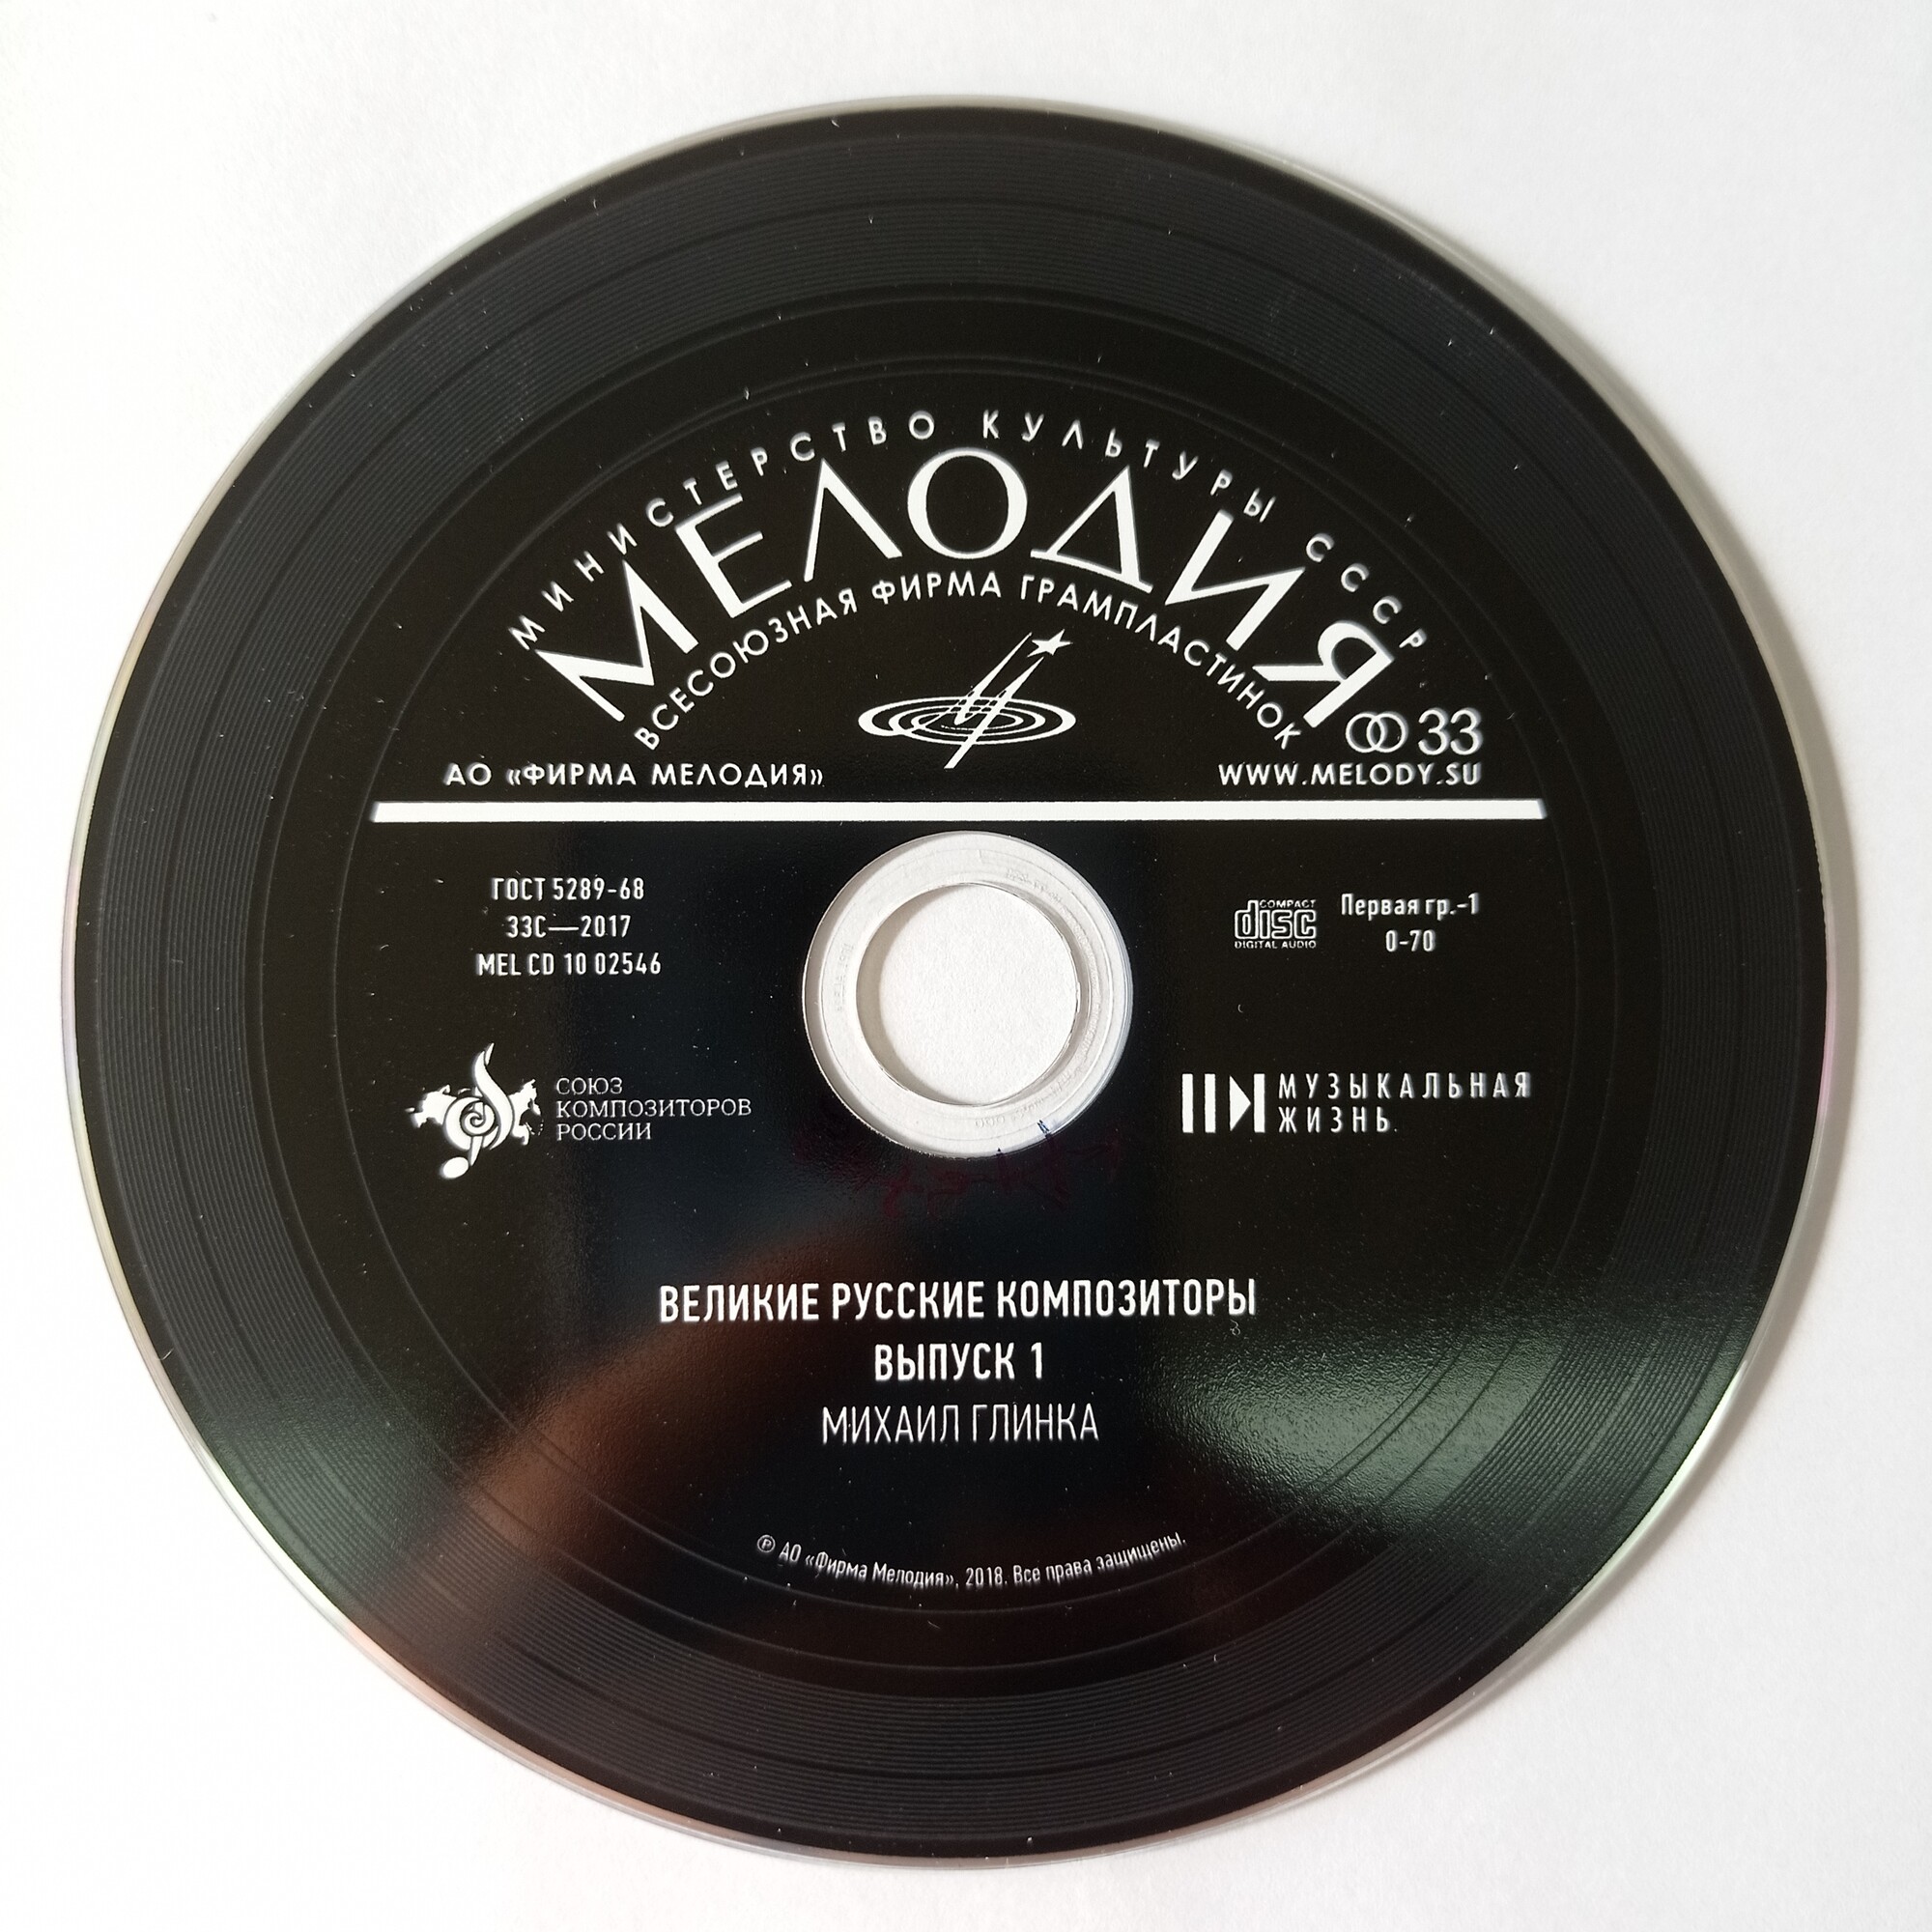 МИНИСТЕРСТВО КУЛЬТУРЫ СССР
МЕЛОДИЯ
ВСЕСОЮЗНАЯ ФИРМА ГРАМПЛАСТИНОК
33
АО «ФИРМА МЕЛОДИЯ»
WWW.MELODY.SU
ГОСТ 5289-68
33С—2017
MEL CD 10 02546
COMPACT
disc
DIGITAL AUDIO
Первая гр.-1
0-70
СОЮЗ
КОМПОЗИТОРОВ
РОССИИ
МУЗЫКАЛЬНАЯ
ЖИЗНЬ
ВЕЛИКИЕ РУССКИЕ КОМПОЗИТОРЫ
ВЫПУСК 1
МИХАИЛ ГЛИНКА
℗ АО «Фирма Мелодия», 2018. Все права защищены.